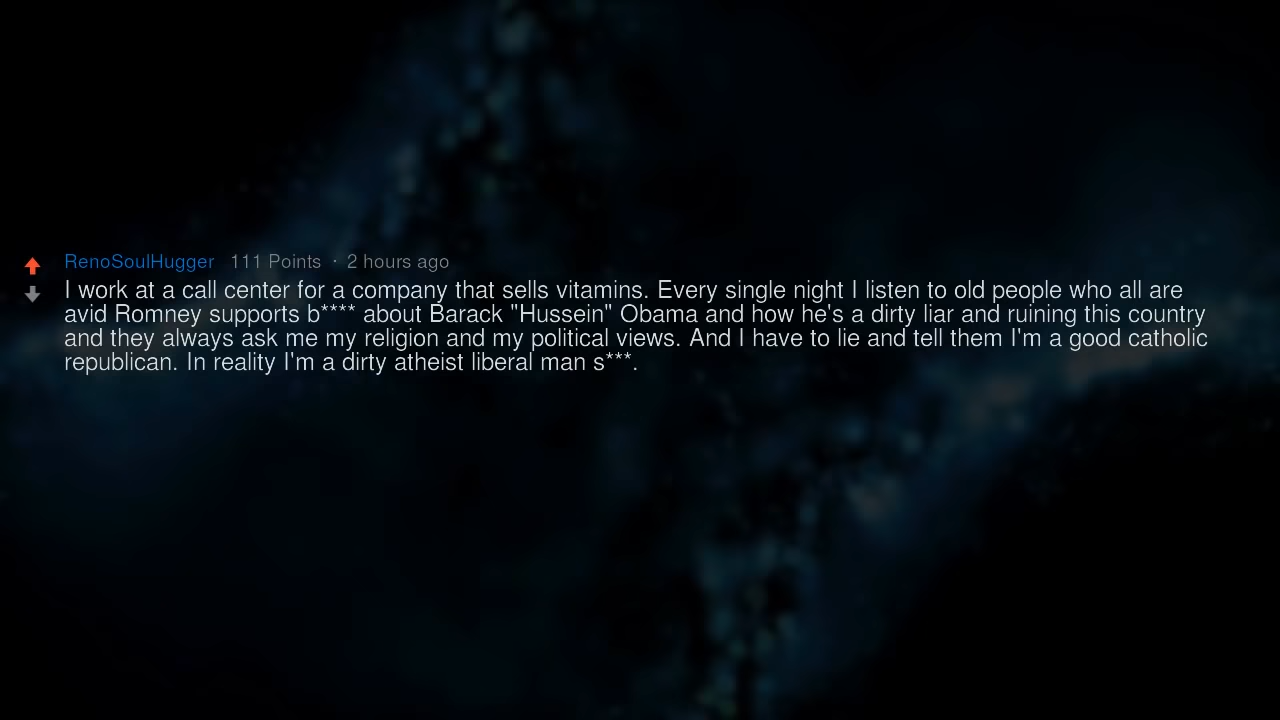 RenoSoulHugger 111 Points · 2 hours ago
I work at a call center for a company that sells vitamins. Every single night I listen to old people who all are
avid Romney supports b**** about Barack "Hussein" Obama and how he's a dirty liar and ruining this country
and they always ask me my religion and my political views. And I have to lie and tell them I'm a good catholic
republican. In reality I'm a dirty atheist liberal man s***.